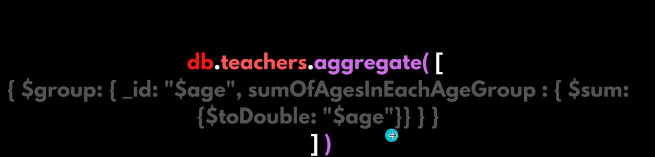 db.teachers.aggregate( [
{ $group: { _id: "$age", sumOfAgesInEachAgeGroup : { $sum:
{$toDouble: "$age"}} } }
] )